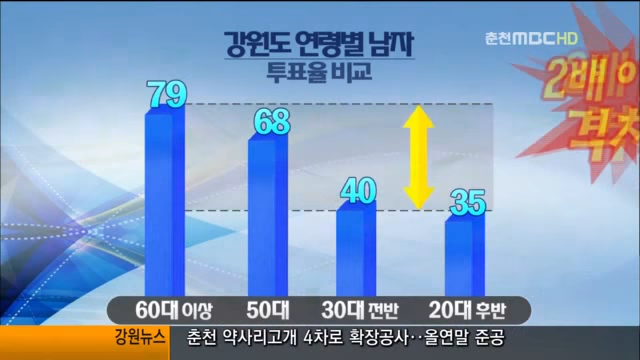 강원도 연령별 남자
투표율 비교
춘천MBC HD
79
68
40
35
2배 이
격차
60대 이상
50대
30대 전반
20대 후반
강원뉴스
춘천 약사리고개 4차로 확장공사··올연말 준공